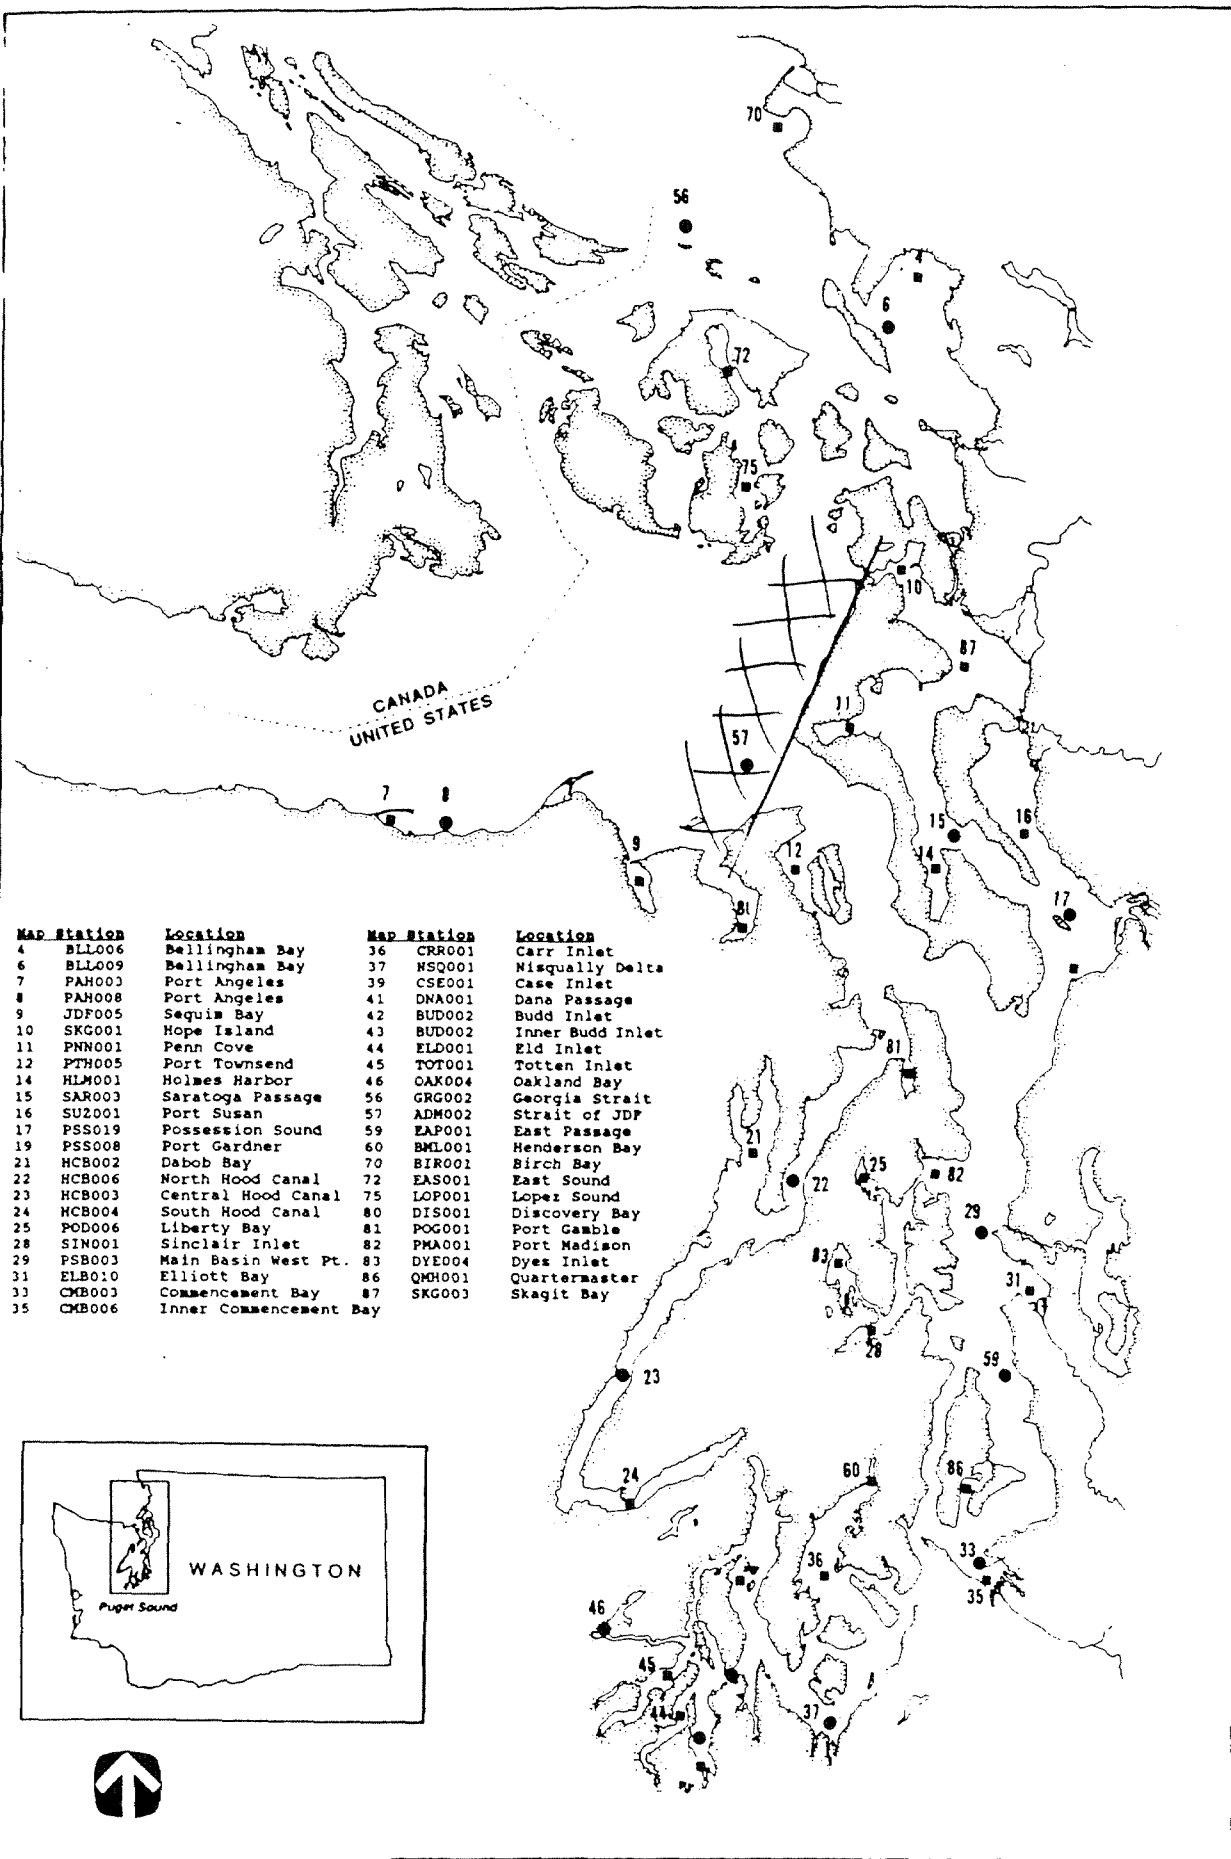 70
56
4
6
72
75
10
87
CANADA
UNITED STATES
11
57
7
8
9
12
15
16
14
17
81
Map Station Location Map Station Location
4 BLL006 Bellingham Bay 36 CRR001 Carr Inlet
6 BLL009 Bellingham Bay 37 NSQ001 Nisqually Delta
7 PAH003 Port Angeles 39 CSE001 Case Inlet
8 PAH008 Port Angeles 41 DNA001 Dana Passage
9 JDF005 Sequim Bay 42 BUD002 Budd Inlet
10 SKG001 Hope Island 43 BUD002 Inner Budd Inlet
11 PNN001 Penn Cove 44 ELD001 Eld Inlet
12 PTH005 Port Townsend 45 TOT001 Totten Inlet
14 HLM001 Holmes Harbor 46 OAK004 Oakland Bay
15 SAR003 Saratoga Passage 56 GRG002 Georgia Strait
16 SUZ001 Port Susan 57 ADM002 Strait of JDF
17 PSS019 Possession Sound 59 EAP001 East Passage
19 PSS008 Port Gardner 60 BML001 Henderson Bay
21 HCB002 Dabob Bay 70 BIR001 Birch Bay
22 HCB006 North Hood Canal 72 EAS001 East Sound
23 HCB003 Central Hood Canal 75 LOP001 Lopez Sound
24 HCB004 South Hood Canal 80 DIS001 Discovery Bay
25 POD006 Liberty Bay 81 POG001 Port Gamble
28 SIN001 Sinclair Inlet 82 PMA001 Port Madison
29 PSB003 Main Basin West Pt. 83 DYE004 Dyes Inlet
31 ELB010 Elliott Bay 86 QMH001 Quartermaster
33 CMB003 Commencement Bay 87 SKG003 Skagit Bay
35 CMB006 Inner Commencement Bay
81
21
22
25
82
29
83
31
28
23
59
24
60
86
33
36
35
46
45
44
37
WASHINGTON
Puget Sound